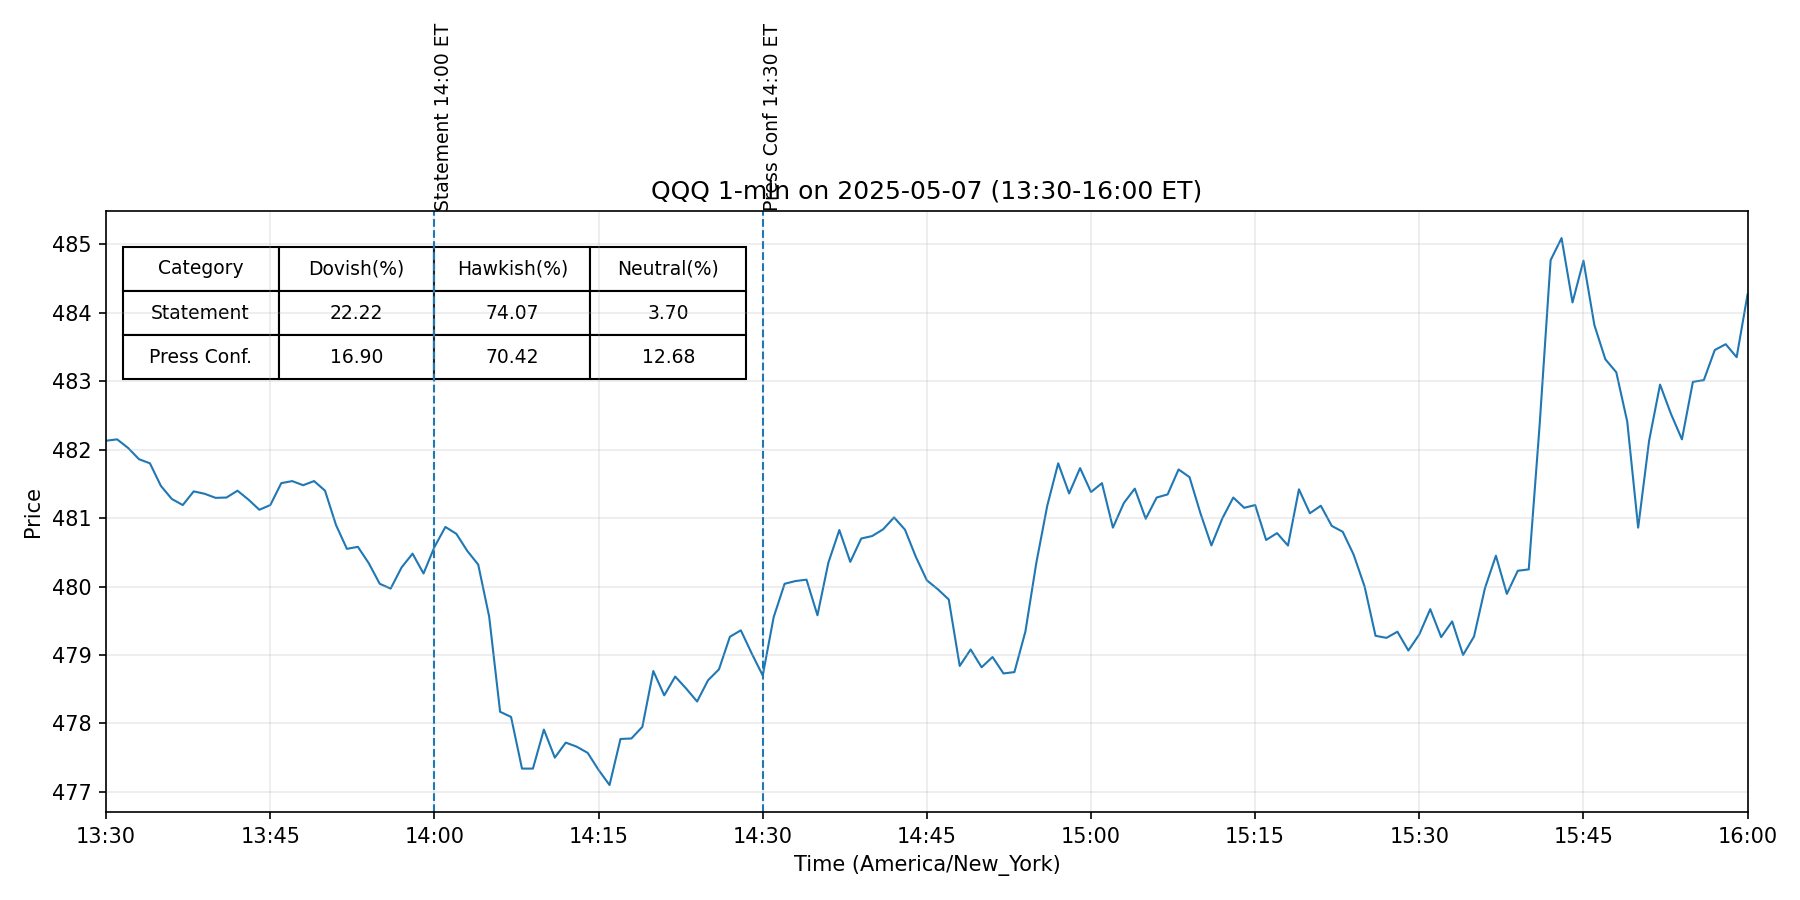 Statement 14:00 ET
Press Conf 14:30 ET
QQQ 1-min on 2025-05-07 (13:30-16:00 ET)
Category Dovish(%) Hawkish(%) Neutral(%)
Statement 22.22 74.07 3.70
Press Conf. 16.90 70.42 12.68
Price
485
484
483
482
481
480
479
478
477
13:30 13:45 14:00 14:15 14:30 14:45 15:00 15:15 15:30 15:45 16:00
Time (America/New_York)